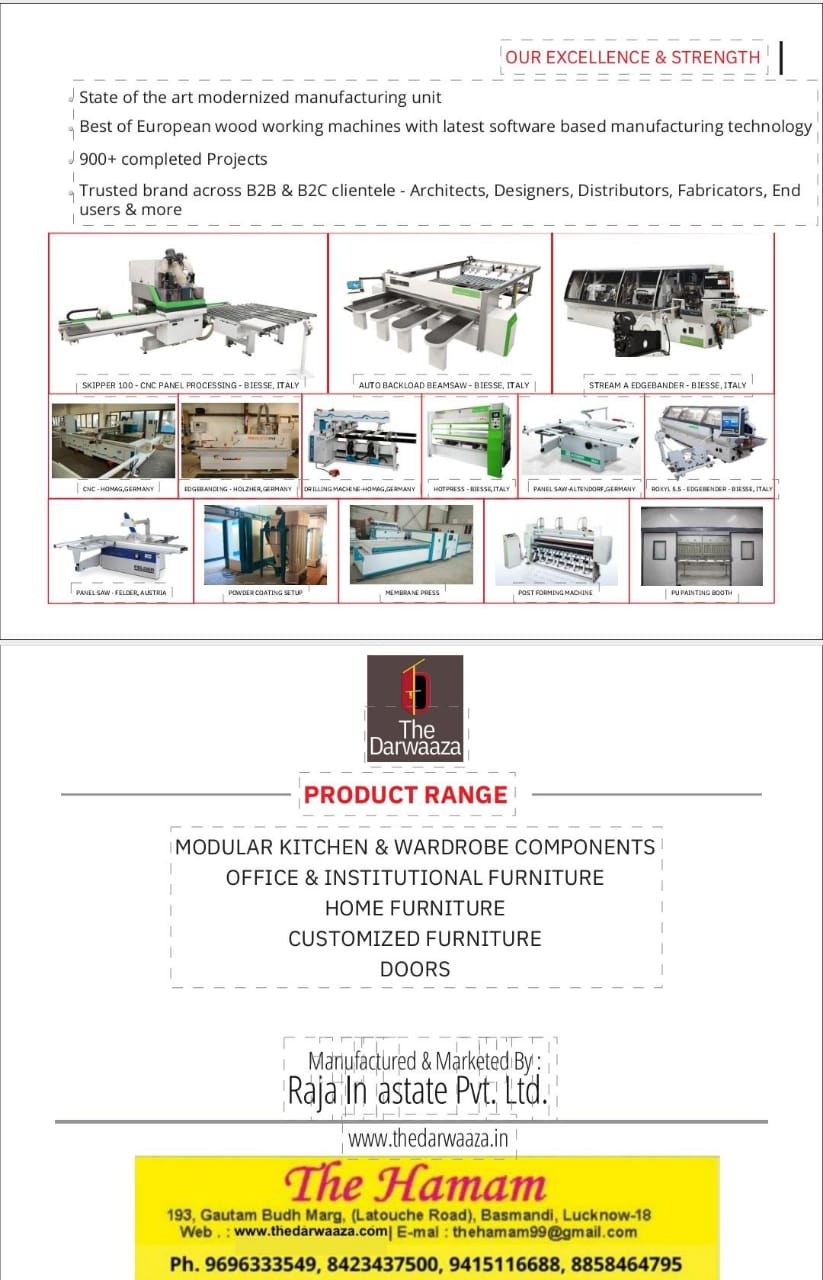 OUR EXCELLENCE & STRENGTH
State of the art modernized manufacturing unit
Best of European wood working machines with latest software based manufacturing technology
900+ completed Projects
Trusted brand across B2B & B2C clientele - Architects, Designers, Distributors, Fabricators, End
users & more
SKIPPER 100 - CNC PANEL PROCESSING - BIESSE, ITALY
AUTO BACKLOAD BEAMSAW - BIESSE, ITALY
STREAM A EDGEBANDER - BIESSE, ITALY
CNC - HOMAG,GERMANY
EDGEBANDING - HOLZHER,GERMANY
DRILLING MACHENE-HOMAG,GERMANY
HOTPRESS - BIESSE,ITALY
PANEL SAW-ALTENDORF,GERMANY
ROXYL 5.5 - EDGEBENDER - BIESSE, ITALY
FELDER
PANEL SAW - FELDER, AUSTRIA
POWDER COATING SETUP
MEMBRANE PRESS
POST FORMING MACHINE
PU PAINTING BOOTH
The
Darwaaza
PRODUCT RANGE
MODULAR KITCHEN & WARDROBE COMPONENTS
OFFICE & INSTITUTIONAL FURNITURE
HOME FURNITURE
CUSTOMIZED FURNITURE
DOORS
Manufactured & Marketed By :
Raja In astate Pvt. Ltd.
www.thedarwaaza.in
The Hamam
193, Gautam Budh Marg, (Latouche Road), Basmandi, Lucknow-18
Web . : www.thedarwaaza.com| E-mal : thehamam99@gmail.com
Ph. 9696333549, 8423437500, 9415116688, 8858464795